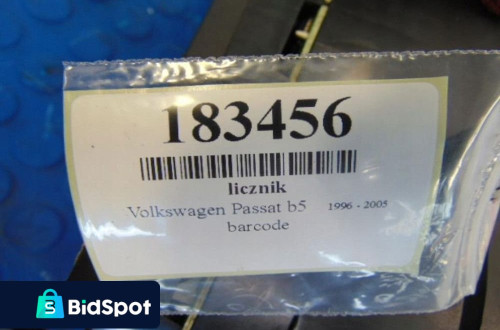 183456
licznik
Volkswagen Passat b5 1996 - 2005
barcode
S BidSpot